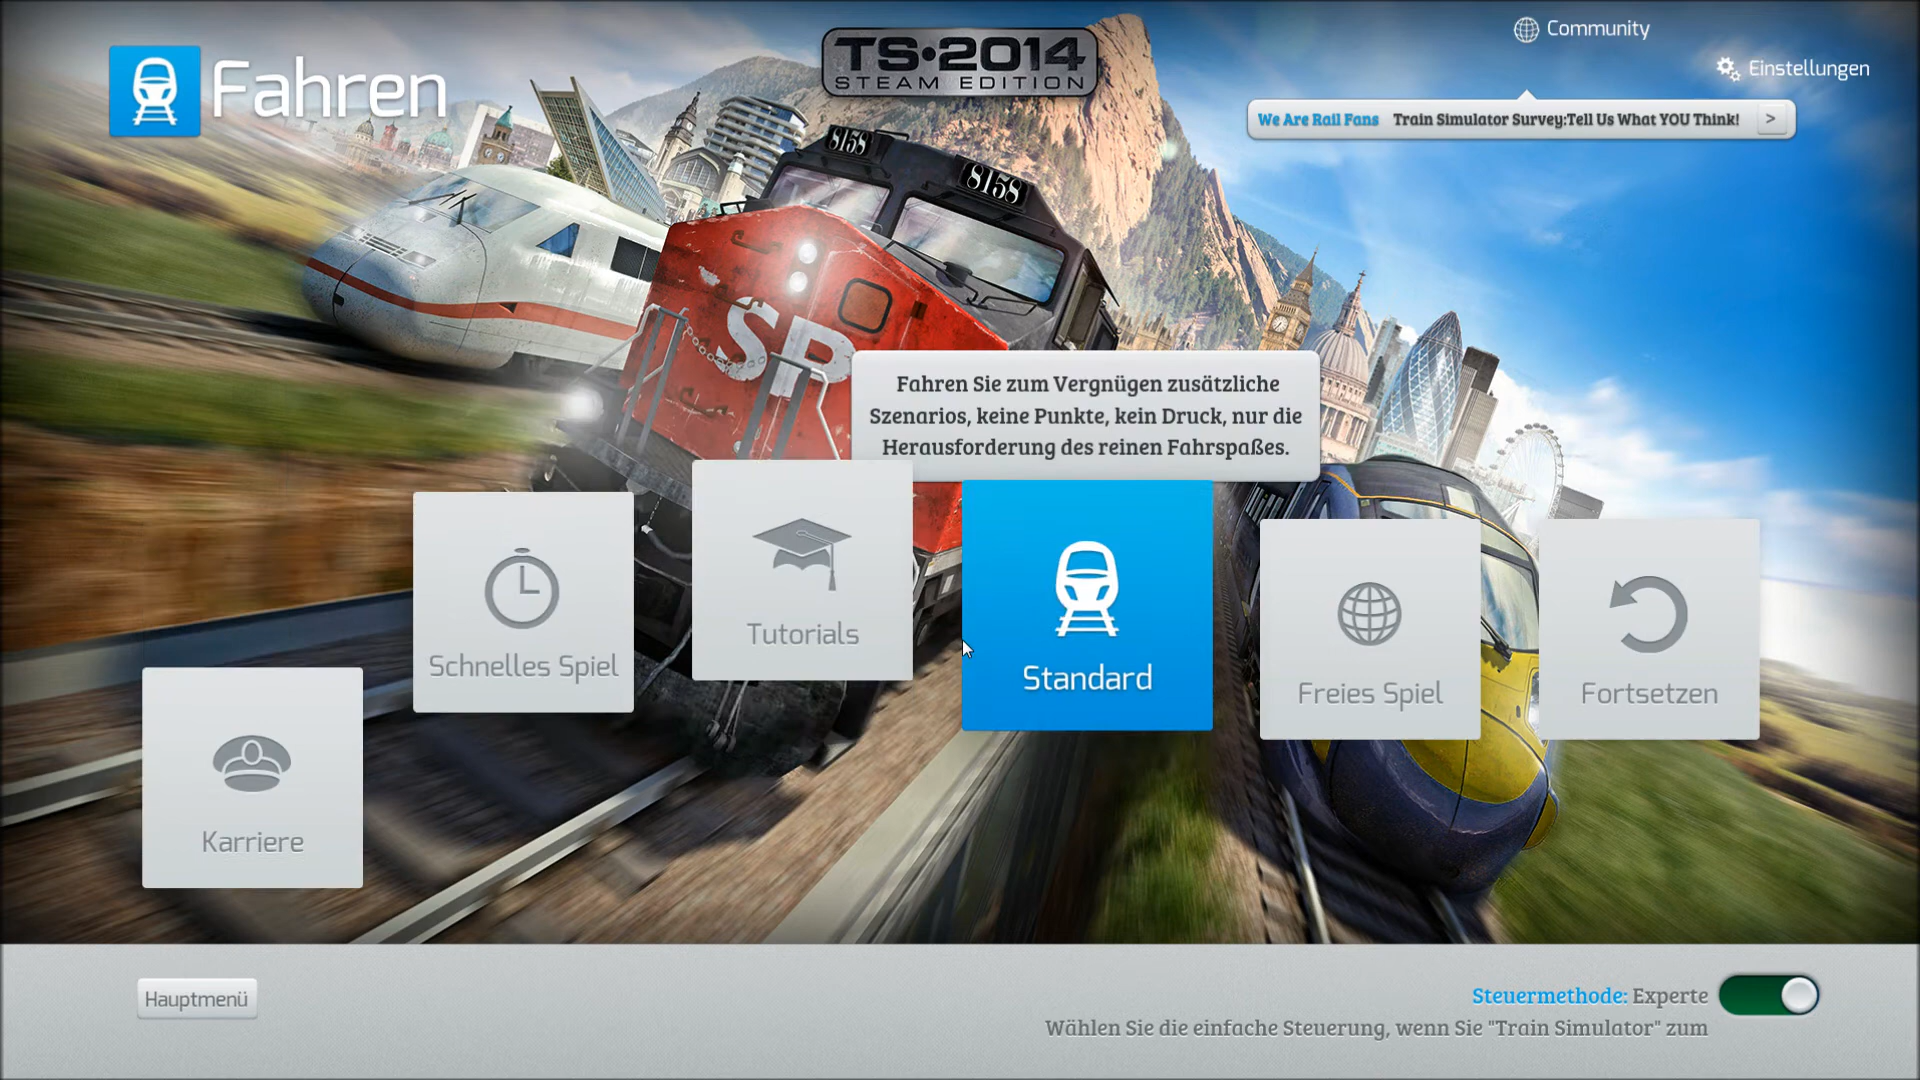 Community
TS·2014
STEAM EDITION
Fahren
Einstellungen
We Are Rail Fans Train Simulator Survey:Tell Us What YOU Think! >
8158
8158
SP
Fahren Sie zum Vergnügen zusätzliche
Szenarios, keine Punkte, kein Druck, nur die
Herausforderung des reinen Fahrspaßes.
Karriere
Schnelles Spiel
Tutorials
Standard
Freies Spiel
Fortsetzen
Hauptmenü
Steuermethode: Experte
Wählen Sie die einfache Steuerung, wenn Sie "Train Simulator" zum